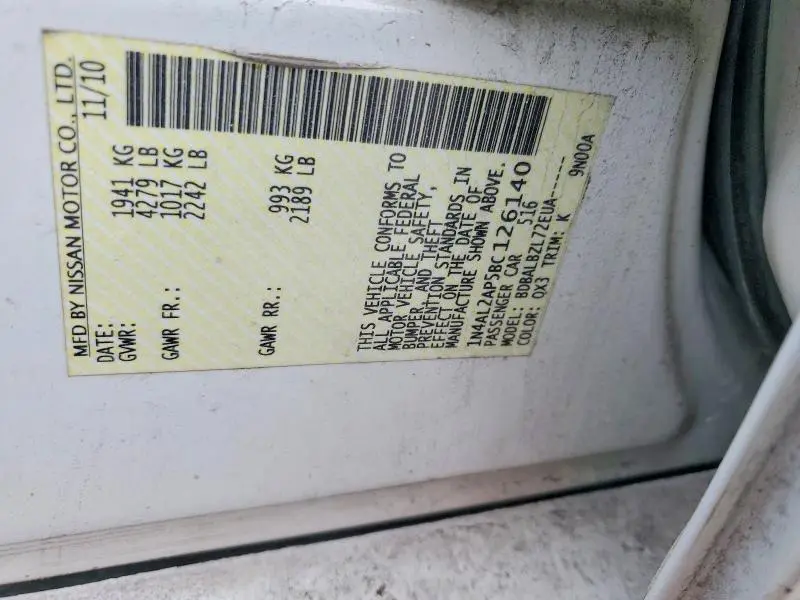 MFD BY NISSAN MOTOR CO., LTD.
DATE: 11/10
GVWR: 1941 KG
4279 LB
GAWR FR.: 1017 KG
2242 LB
GAWR RR.: 993 KG
2189 LB
THIS VEHICLE CONFORMS TO
ALL APPLICABLE FEDERAL
MOTOR VEHICLE SAFETY,
BUMPER AND THEFT
PREVENTION STANDARDS IN
EFFECT ON THE DATE OF
MANUFACTURE SHOWN ABOVE.
1N4AL2AP5BC126140
PASSENGER CAR 516
MODEL: BDBALBZL72EUA------
COLOR: QX3 TRIM: K 9N00A